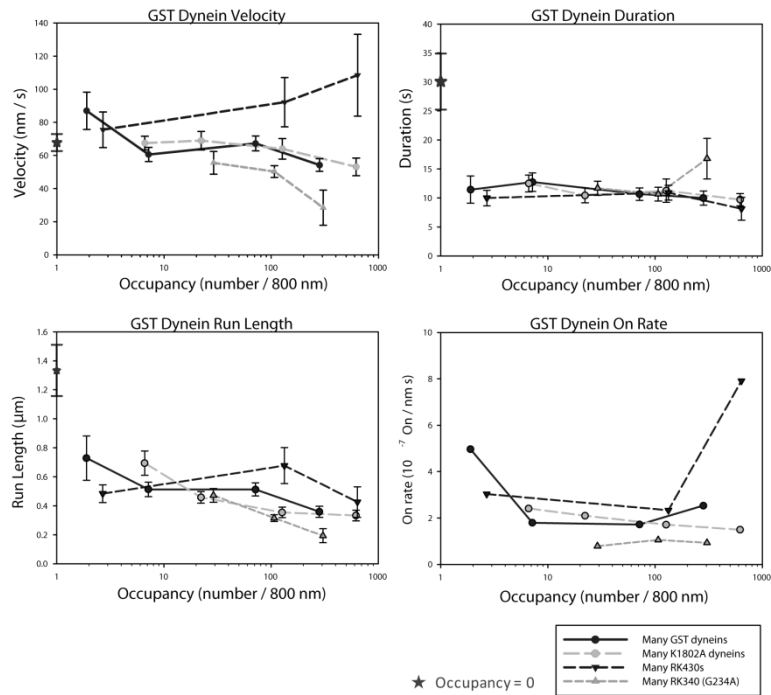 GST Dynein Velocity
140
120
100
80
60
40
20
0
Velocity (nm / s)
1 10 100 1000
Occupancy (number / 800 nm)
GST Dynein Duration
40
35
30
25
20
15
10
5
0
Duration (s)
1 10 100 1000
Occupancy (number / 800 nm)
GST Dynein Run Length
1.6
1.4
1.2
1.0
0.8
0.6
0.4
0.2
0.0
Run Length (µm)
1 10 100 1000
Occupancy (number / 800 nm)
GST Dynein On Rate
10
8
6
4
2
0
On rate (10 -7 On / nm s)
1 10 100 1000
Occupancy (number / 800 nm)
★ Occupancy = 0
Many GST dyneins
Many K1802A dyneins
Many RK430s
Many RK340 (G234A)